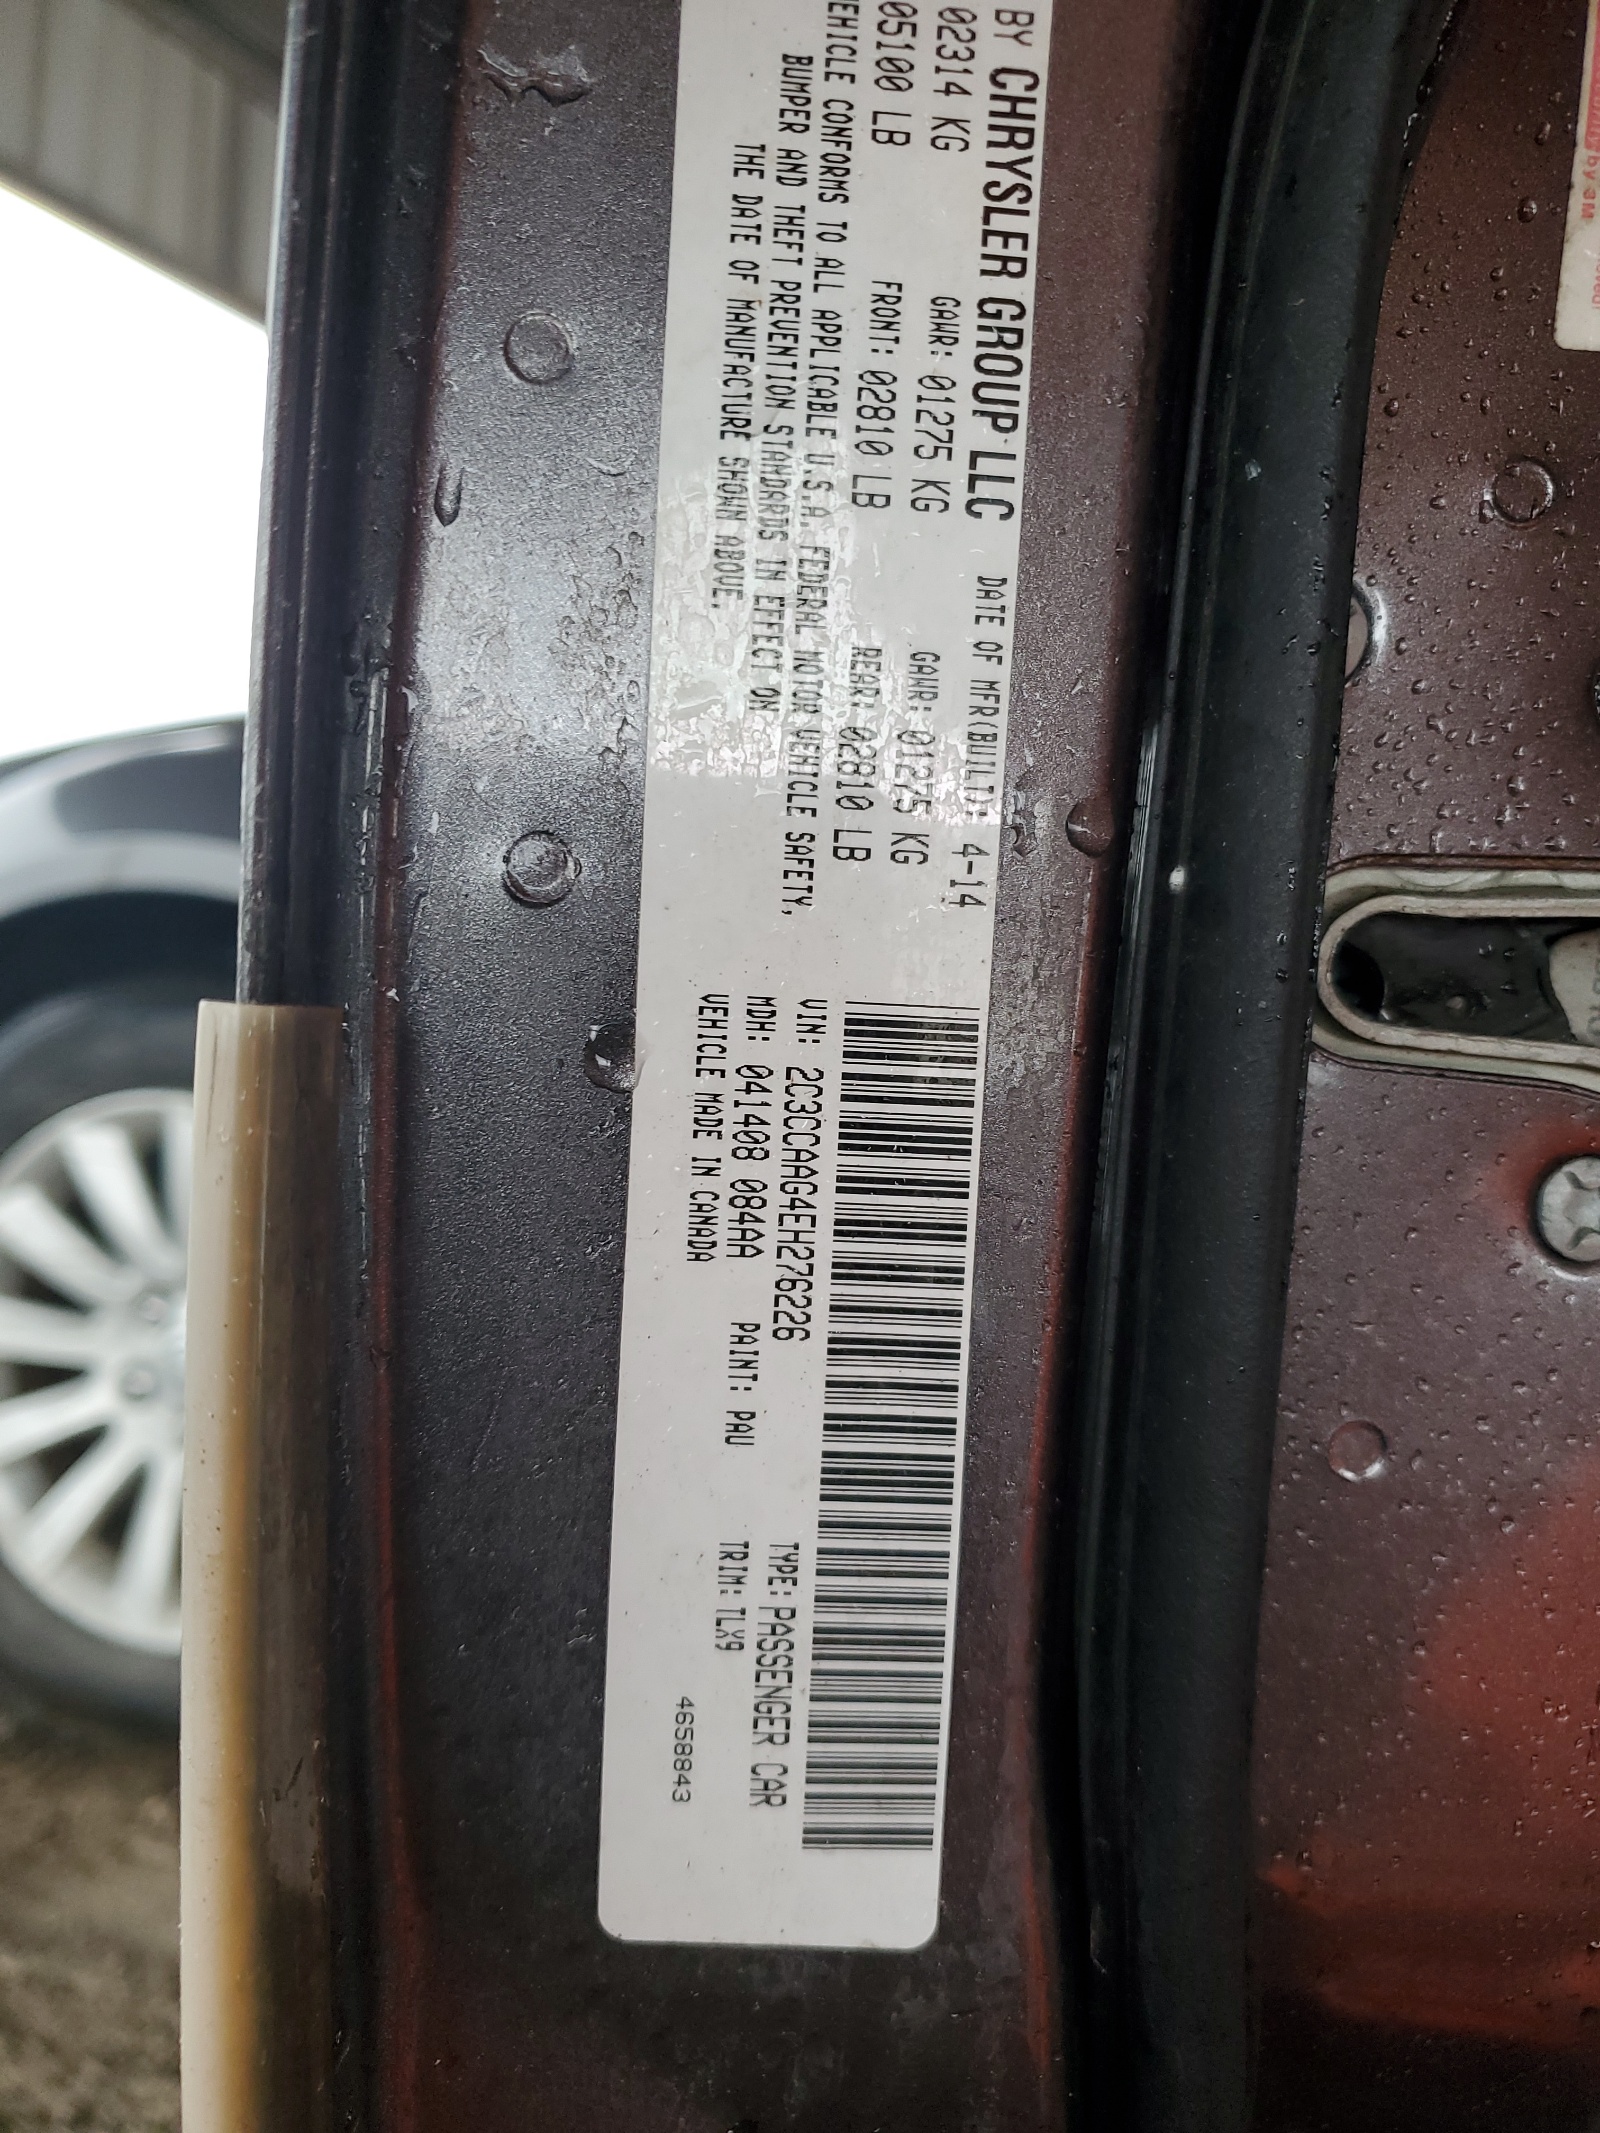 BY CHRYSLER GROUP LLC DATE OF MFR(BUILT): 4-14
02314 KG GAWR: 01275 KG GAWR: 01275 KG
05100 LB FRONT: 02810 LB REAR: 02810 LB
VEHICLE CONFORMS TO ALL APPLICABLE U.S.A. FEDERAL MOTOR VEHICLE SAFETY,
BUMPER AND THEFT PREVENTION STANDARDS IN EFFECT ON
THE DATE OF MANUFACTURE SHOWN ABOVE.
VIN: 2C3CCAAG4EH276226 TYPE: PASSENGER CAR
MDH: 041408 084AA PAINT: PAU TRIM: TLX9
VEHICLE MADE IN CANADA
4658843
by 3M